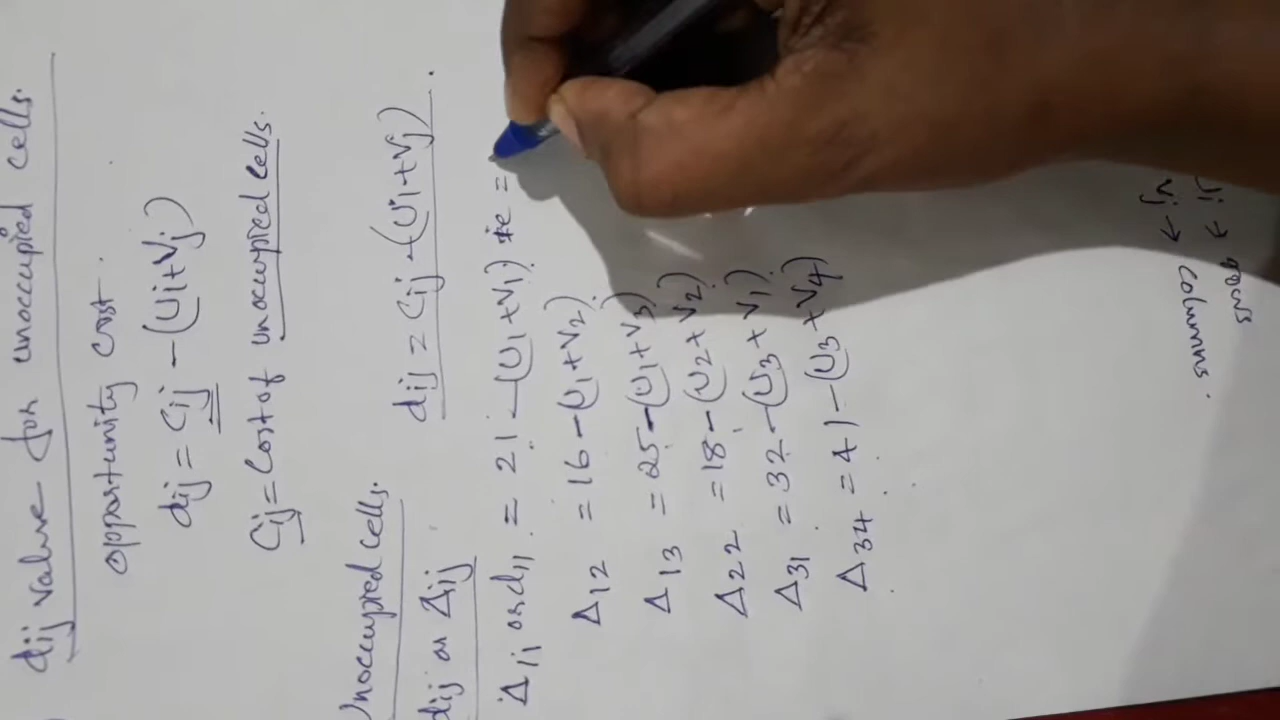 dij value for unoccupied cells.
opportunity cost.
dij = Cij - (Ui+Vj)
Cij = Cost of unoccupied cells.
Unoccupied cells.
dij or Δij dij = Cij - (Ui+Vj).
Δ11 or d11 = 21 - (U1+V1) ie =
Δ12 = 16 - (U1+V2)
Δ13 = 25 - (U1+V3)
Δ22 = 18 - (U2+V2)
Δ31 = 32 - (U3+V1)
Δ34 = 41 - (U3+V4)
Vj → Columns.
Ui → rows